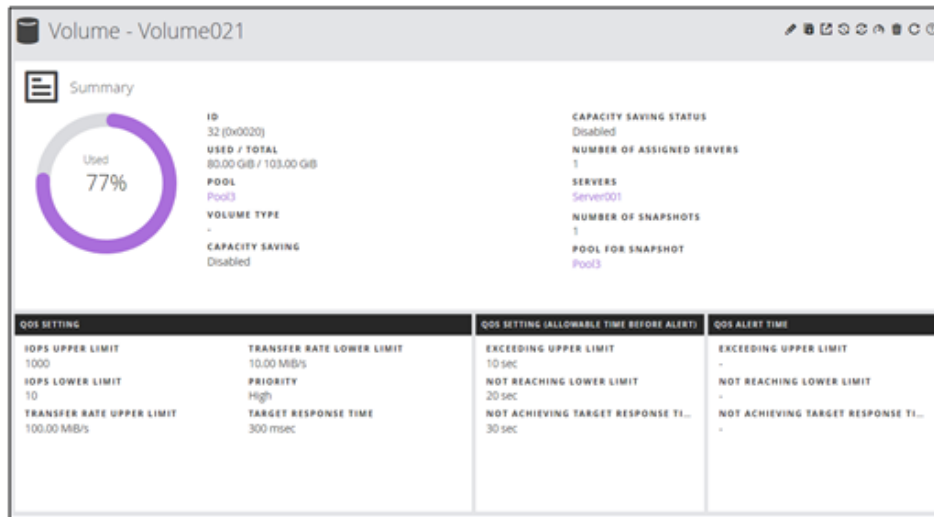 Volume - Volume021
Summary
Used
77%
ID
32 (0x0020)
USED / TOTAL
80.00 GiB / 103.00 GiB
POOL
Pool3
VOLUME TYPE
-
CAPACITY SAVING
Disabled
CAPACITY SAVING STATUS
Disabled
NUMBER OF ASSIGNED SERVERS
1
SERVERS
Server001
NUMBER OF SNAPSHOTS
1
POOL FOR SNAPSHOT
Pool3
QOS SETTING
IOPS UPPER LIMIT
1000
IOPS LOWER LIMIT
10
TRANSFER RATE UPPER LIMIT
100.00 MiB/s
TRANSFER RATE LOWER LIMIT
10.00 MiB/s
PRIORITY
High
TARGET RESPONSE TIME
300 msec
QOS SETTING (ALLOWABLE TIME BEFORE ALERT)
EXCEEDING UPPER LIMIT
10 sec
NOT REACHING LOWER LIMIT
20 sec
NOT ACHIEVING TARGET RESPONSE TI...
30 sec
QOS ALERT TIME
EXCEEDING UPPER LIMIT
-
NOT REACHING LOWER LIMIT
-
NOT ACHIEVING TARGET RESPONSE TI...
-